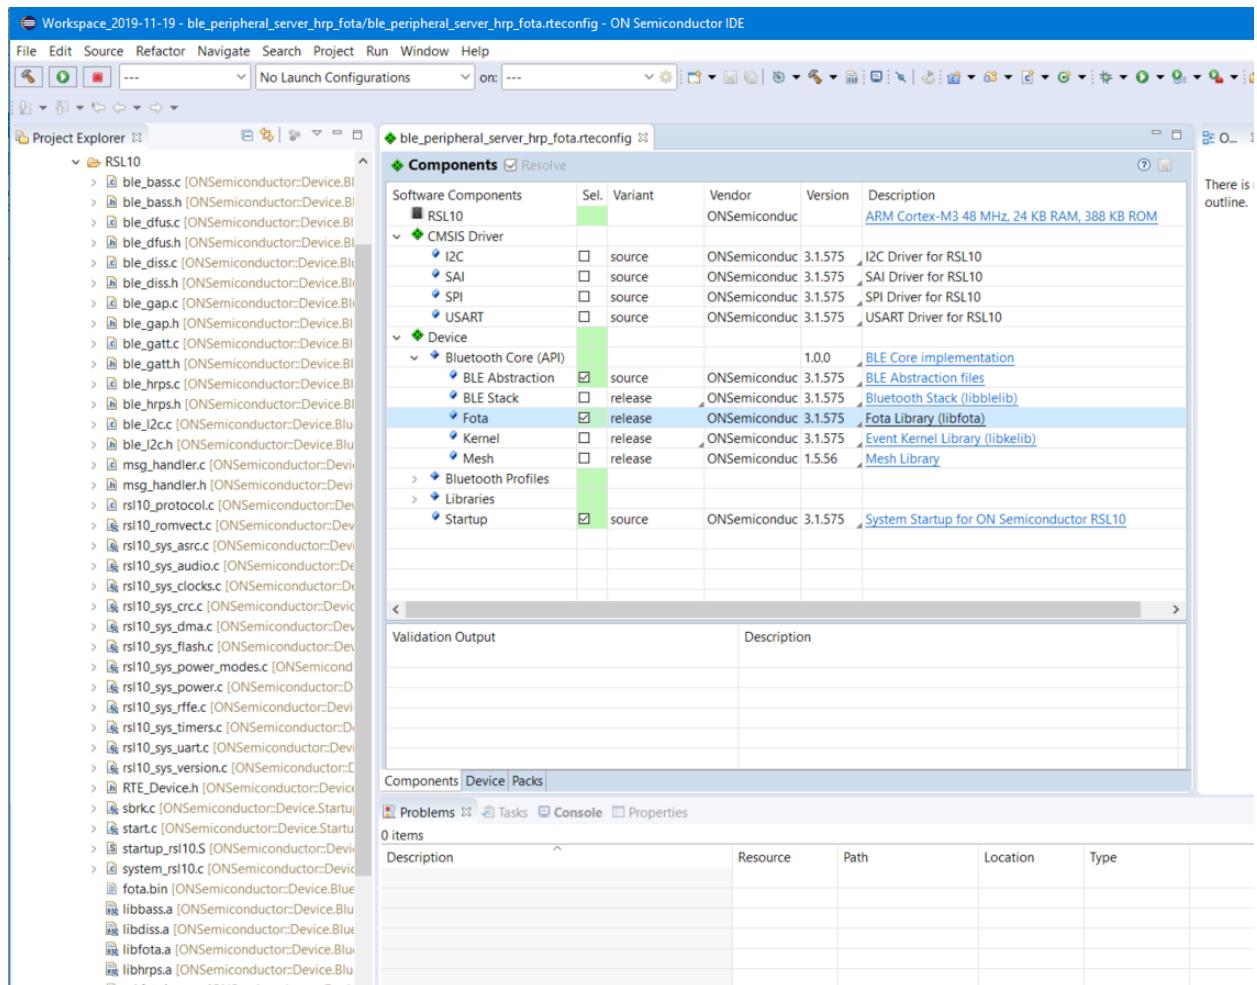 Workspace_2019-11-19 - ble_peripheral_server_hrp_fota/ble_peripheral_server_hrp_fota.rteconfig - ON Semiconductor IDE
File Edit Source Refactor Navigate Search Project Run Window Help
--- No Launch Configurations on: ---
Project Explorer
RSL10
ble_bass.c [ONSemiconductor::Device.Bl
ble_bass.h [ONSemiconductor::Device.Bl
ble_dfus.c [ONSemiconductor::Device.Bl
ble_dfus.h [ONSemiconductor::Device.Bl
ble_diss.c [ONSemiconductor::Device.Blu
ble_diss.h [ONSemiconductor::Device.Bl
ble_gap.c [ONSemiconductor::Device.Bl
ble_gap.h [ONSemiconductor::Device.Bl
ble_gatt.c [ONSemiconductor::Device.Bl
ble_gatt.h [ONSemiconductor::Device.Bl
ble_hrps.c [ONSemiconductor::Device.Bl
ble_hrps.h [ONSemiconductor::Device.Bl
ble_l2c.c [ONSemiconductor::Device.Blu
ble_l2c.h [ONSemiconductor::Device.Blu
msg_handler.c [ONSemiconductor::Devi
msg_handler.h [ONSemiconductor::Devi
rsl10_protocol.c [ONSemiconductor::Dev
rsl10_romvect.c [ONSemiconductor::Dev
rsl10_sys_asrc.c [ONSemiconductor::Devi
rsl10_sys_audio.c [ONSemiconductor::De
rsl10_sys_clocks.c [ONSemiconductor::De
rsl10_sys_crc.c [ONSemiconductor::Devic
rsl10_sys_dma.c [ONSemiconductor::Dev
rsl10_sys_flash.c [ONSemiconductor::Dev
rsl10_sys_power_modes.c [ONSemicond
rsl10_sys_power.c [ONSemiconductor::D
rsl10_sys_rffe.c [ONSemiconductor::Devi
rsl10_sys_timers.c [ONSemiconductor::D
rsl10_sys_uart.c [ONSemiconductor::Devi
rsl10_sys_version.c [ONSemiconductor::D
RTE_Device.h [ONSemiconductor::Device
sbrk.c [ONSemiconductor::Device.Startu
start.c [ONSemiconductor::Device.Startu
startup_rsl10.S [ONSemiconductor::Devi
system_rsl10.c [ONSemiconductor::Devic
fota.bin [ONSemiconductor::Device.Blue
libbass.a [ONSemiconductor::Device.Blu
libdiss.a [ONSemiconductor::Device.Blu
libfota.a [ONSemiconductor::Device.Blu
libhrps.a [ONSemiconductor::Device.Blu
ble_peripheral_server_hrp_fota.rteconfig
Components Resolve
Software Components Sel. Variant Vendor Version Description
RSL10 ONSemiconduc ARM Cortex-M3 48 MHz, 24 KB RAM, 388 KB ROM
CMSIS Driver
I2C source ONSemiconduc 3.1.575 I2C Driver for RSL10
SAI source ONSemiconduc 3.1.575 SAI Driver for RSL10
SPI source ONSemiconduc 3.1.575 SPI Driver for RSL10
USART source ONSemiconduc 3.1.575 USART Driver for RSL10
Device
Bluetooth Core (API) 1.0.0 BLE Core implementation
BLE Abstraction source ONSemiconduc 3.1.575 BLE Abstraction files
BLE Stack release ONSemiconduc 3.1.575 Bluetooth Stack (libblelib)
Fota release ONSemiconduc 3.1.575 Fota Library (libfota)
Kernel release ONSemiconduc 3.1.575 Event Kernel Library (libkelib)
Mesh release ONSemiconduc 1.5.56 Mesh Library
Bluetooth Profiles
Libraries
Startup source ONSemiconduc 3.1.575 System Startup for ON Semiconductor RSL10
Validation Output Description
Components Device Packs
Problems Tasks Console Properties
0 items
Description Resource Path Location Type
O...
There is
outline.